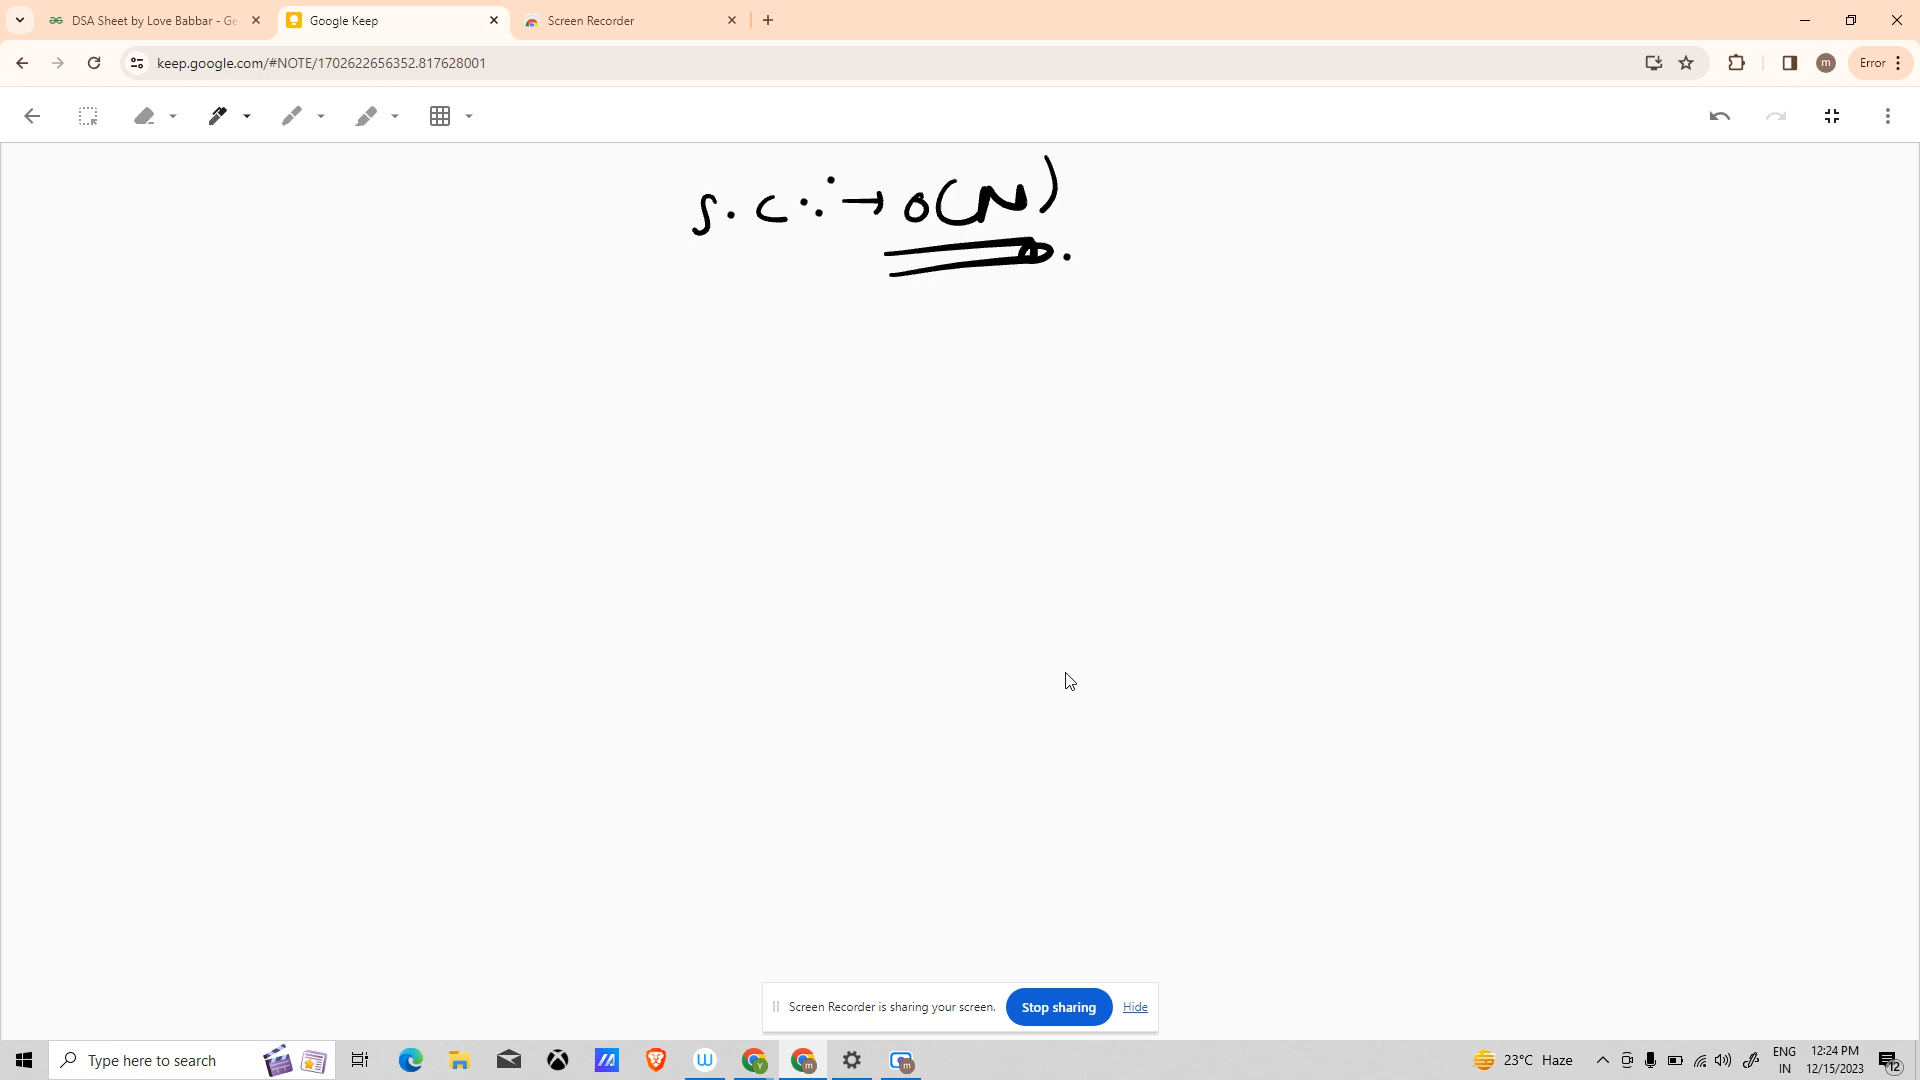 DSA Sheet by Love Babbar - Ge
Google Keep
Screen Recorder
keep.google.com/#NOTE/1702622656352.817628001
m
Error
S.C :→ O(N)
Screen Recorder is sharing your screen.
Stop sharing
Hide
Type here to search
23°C Haze
ENG
IN
12:24 PM
12/15/2023
12